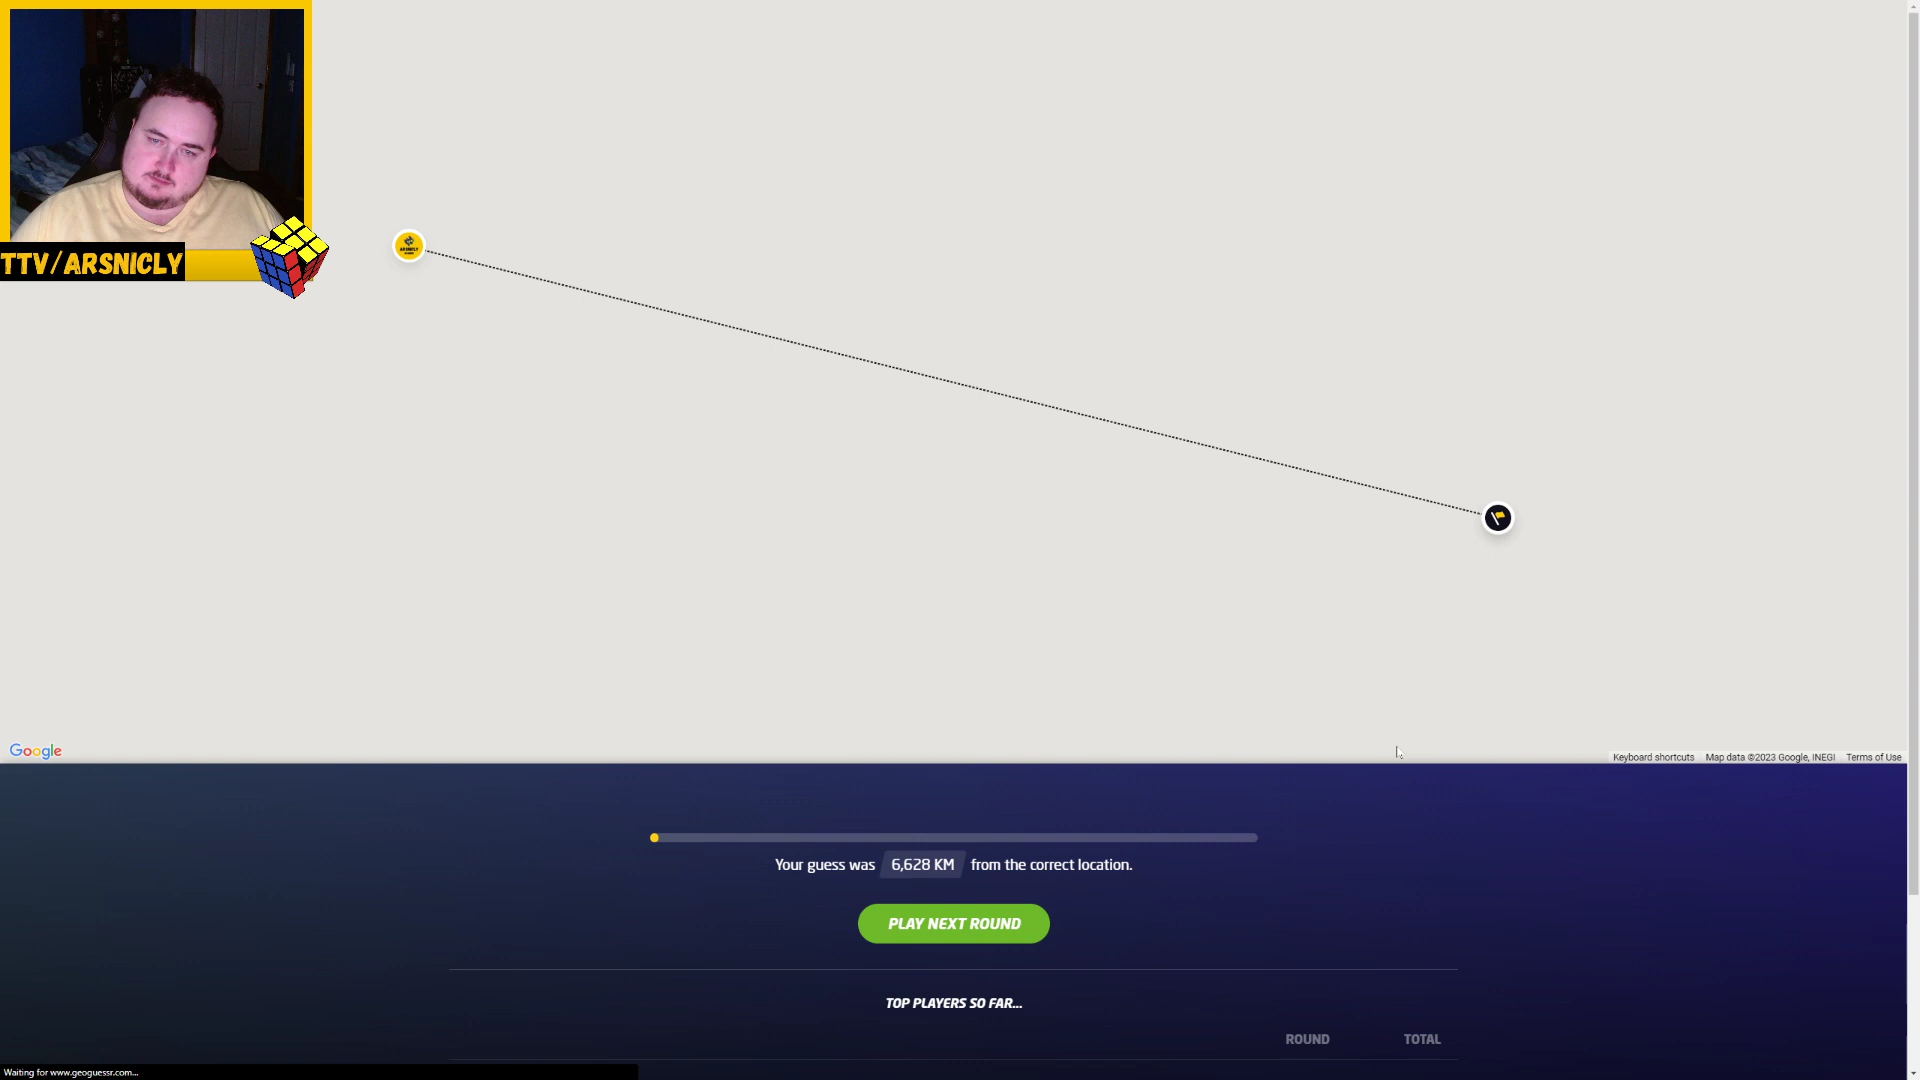 TTV/ARSNICLY
ARSNICLY
Google
Keyboard shortcuts
Map data ©2023 Google, INEGI
Terms of Use
Your guess was 6,628 KM from the correct location.
PLAY NEXT ROUND
TOP PLAYERS SO FAR...
ROUND
TOTAL
Waiting for www.geoguessr.com...